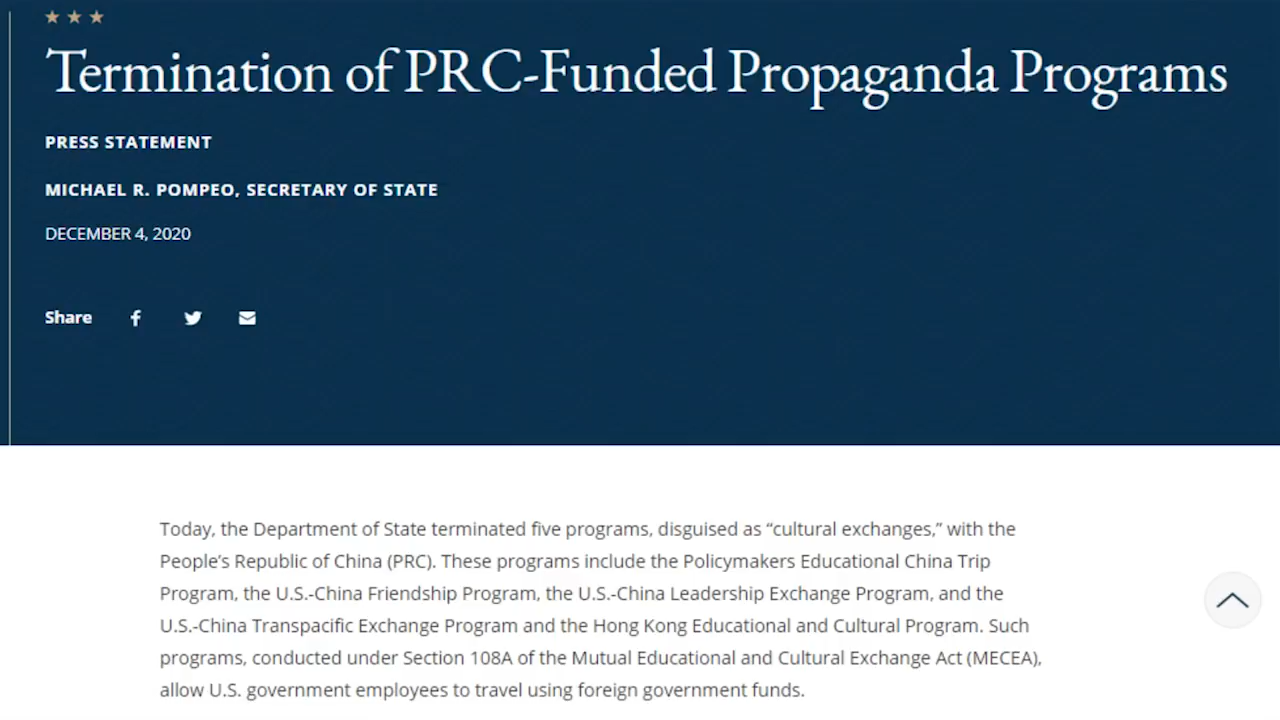 Termination of PRC-Funded Propaganda Programs
PRESS STATEMENT
MICHAEL R. POMPEO, SECRETARY OF STATE
DECEMBER 4, 2020
Share
Today, the Department of State terminated five programs, disguised as “cultural exchanges,” with the
People’s Republic of China (PRC). These programs include the Policymakers Educational China Trip
Program, the U.S.-China Friendship Program, the U.S.-China Leadership Exchange Program, and the
U.S.-China Transpacific Exchange Program and the Hong Kong Educational and Cultural Program. Such
programs, conducted under Section 108A of the Mutual Educational and Cultural Exchange Act (MECEA),
allow U.S. government employees to travel using foreign government funds.